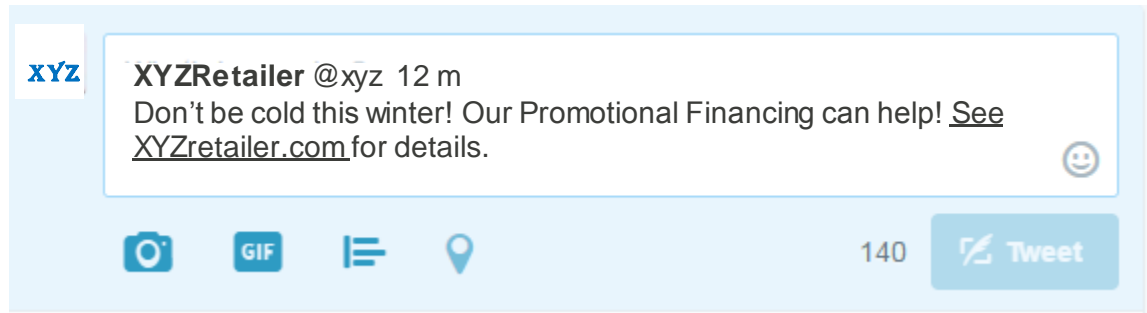 XYZ
XYZRetailer @xyz 12 m
Don’t be cold this winter! Our Promotional Financing can help! See
XYZretailer.com for details.
GIF
140
Tweet